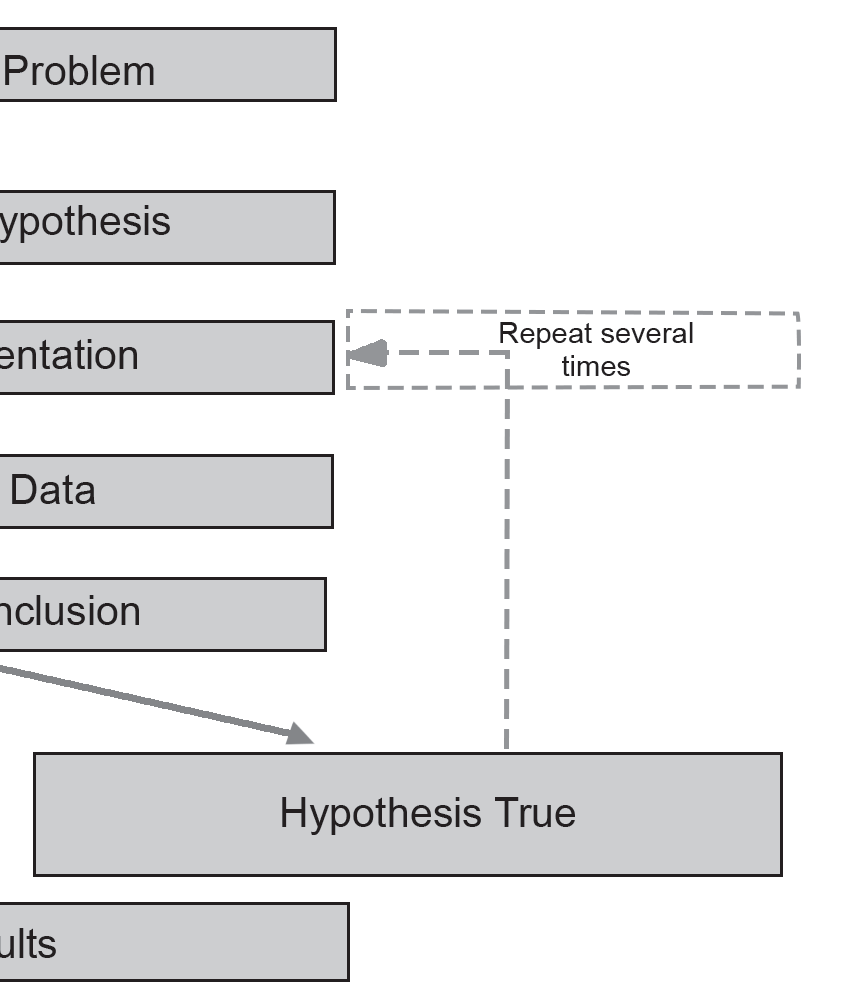 Problem
ypothesis
Repeat several
times
entation
Data
nclusion
Hypothesis True
ults